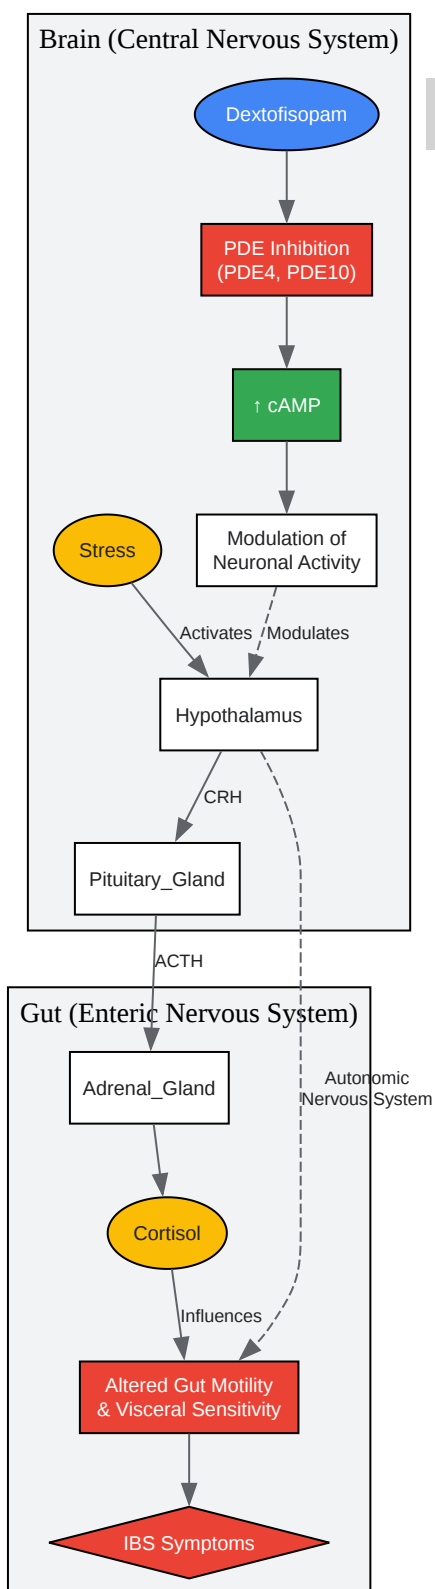 Brain (Central Nervous System)
Dextofisopam
PDE Inhibition
(PDE4, PDE10)
↑ cAMP
Modulation of
Neuronal Activity
Stress
Activates
Modulates
Hypothalamus
CRH
Pituitary_Gland
ACTH
Gut (Enteric Nervous System)
Adrenal_Gland
Autonomic
Nervous System
Cortisol
Influences
Altered Gut Motility
& Visceral Sensitivity
IBS Symptoms